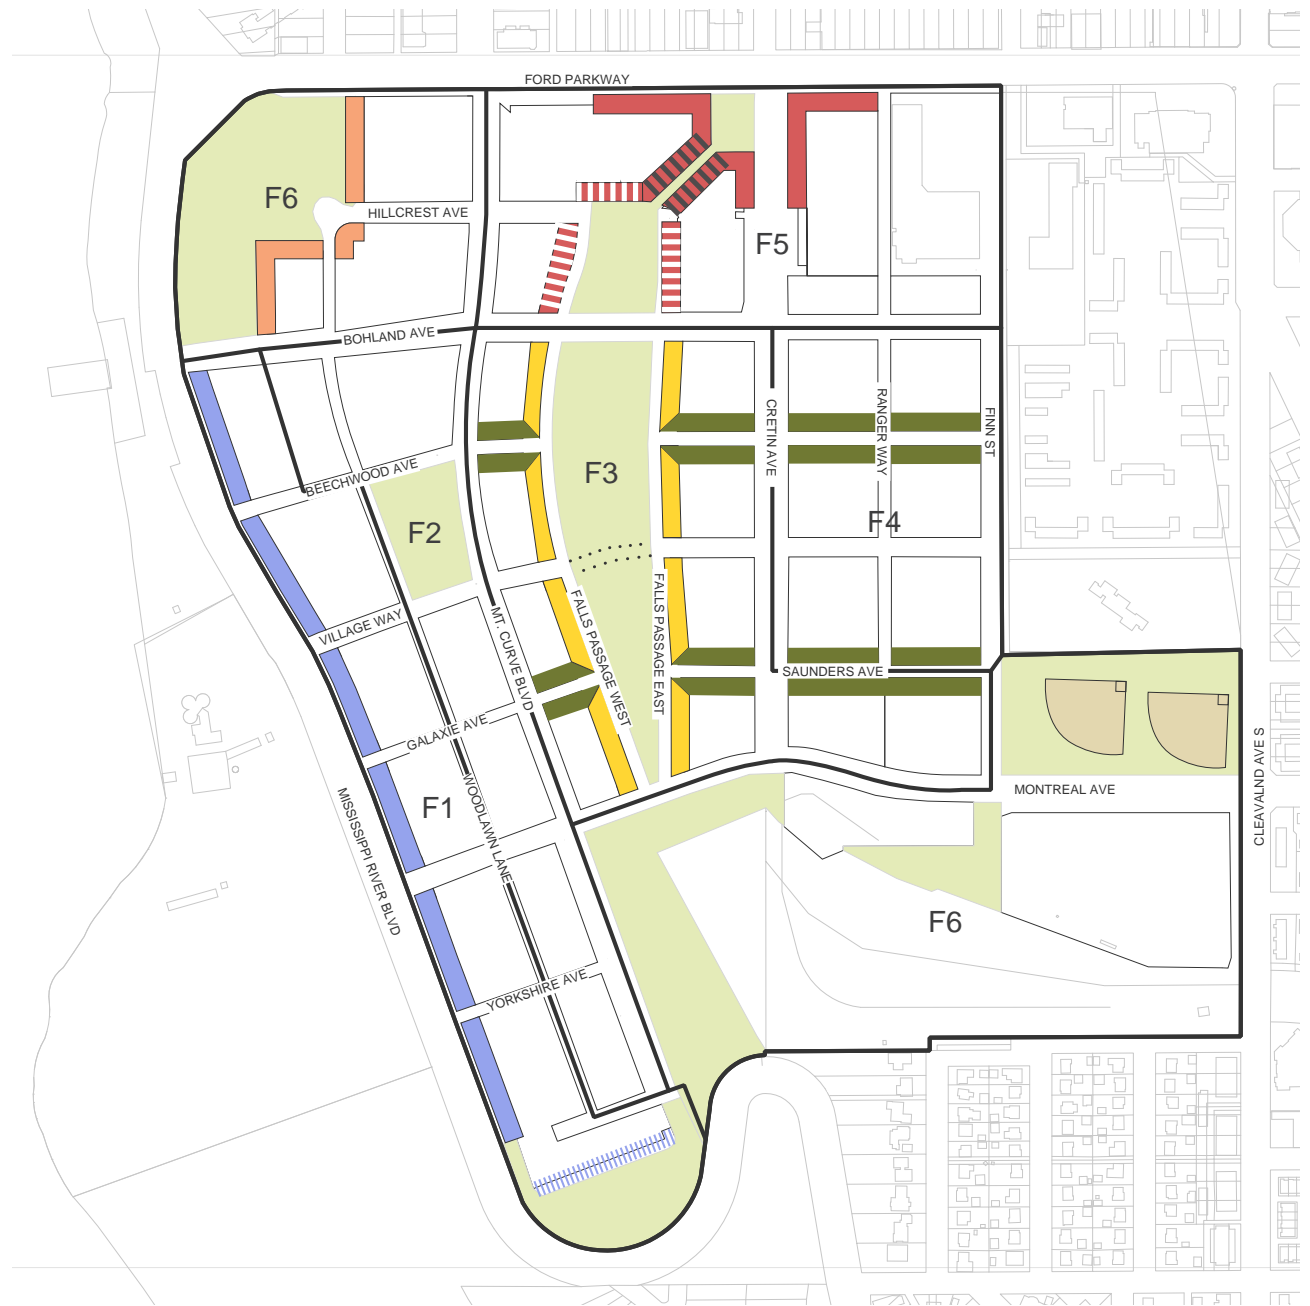 FORD PARKWAY
F6
HILLCREST AVE
F5
BOHLAND AVE
CRETIN AVE
RANGER WAY
FINN ST
BEECHWOOD AVE
F3
F2
F4
VILLAGE WAY
MT. CURVE BLVD
FALLS PASSAGE WEST
FALLS PASSAGE EAST
SAUNDERS AVE
GALAXIE AVE
MISSISSIPPI RIVER BLVD
F1
WOODLAWN LANE
MONTREAL AVE
CLEAVALND AVE S
F6
YORKSHIRE AVE